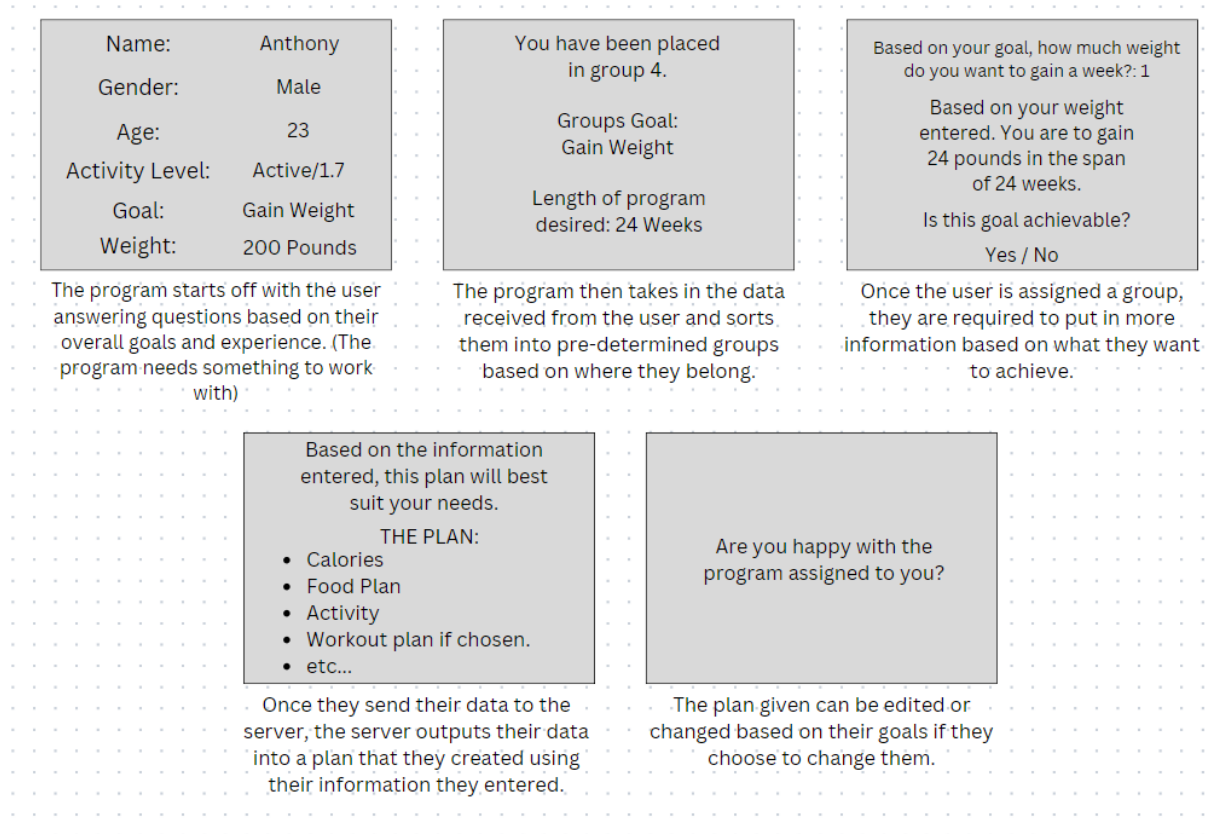 Name: Anthony
Gender: Male
Age: 23
Activity Level: Active/1.7
Goal: Gain Weight
Weight: 200 Pounds
The program starts off with the user
answering questions based on their
overall goals and experience. (The
program needs something to work
with)
You have been placed
in group 4.
Groups Goal:
Gain Weight
Length of program
desired: 24 Weeks
The program then takes in the data
received from the user and sorts
them into pre-determined groups
based on where they belong.
Based on your goal, how much weight
do you want to gain a week?: 1
Based on your weight
entered. You are to gain
24 pounds in the span
of 24 weeks.
Is this goal achievable?
Yes / No
Once the user is assigned a group,
they are required to put in more
information based on what they want
to achieve.
Based on the information
entered, this plan will best
suit your needs.
THE PLAN:
• Calories
• Food Plan
• Activity
• Workout plan if chosen.
• etc...
Once they send their data to the
server, the server outputs their data
into a plan that they created using
their information they entered.
Are you happy with the
program assigned to you?
The plan given can be edited or
changed based on their goals if they
choose to change them.